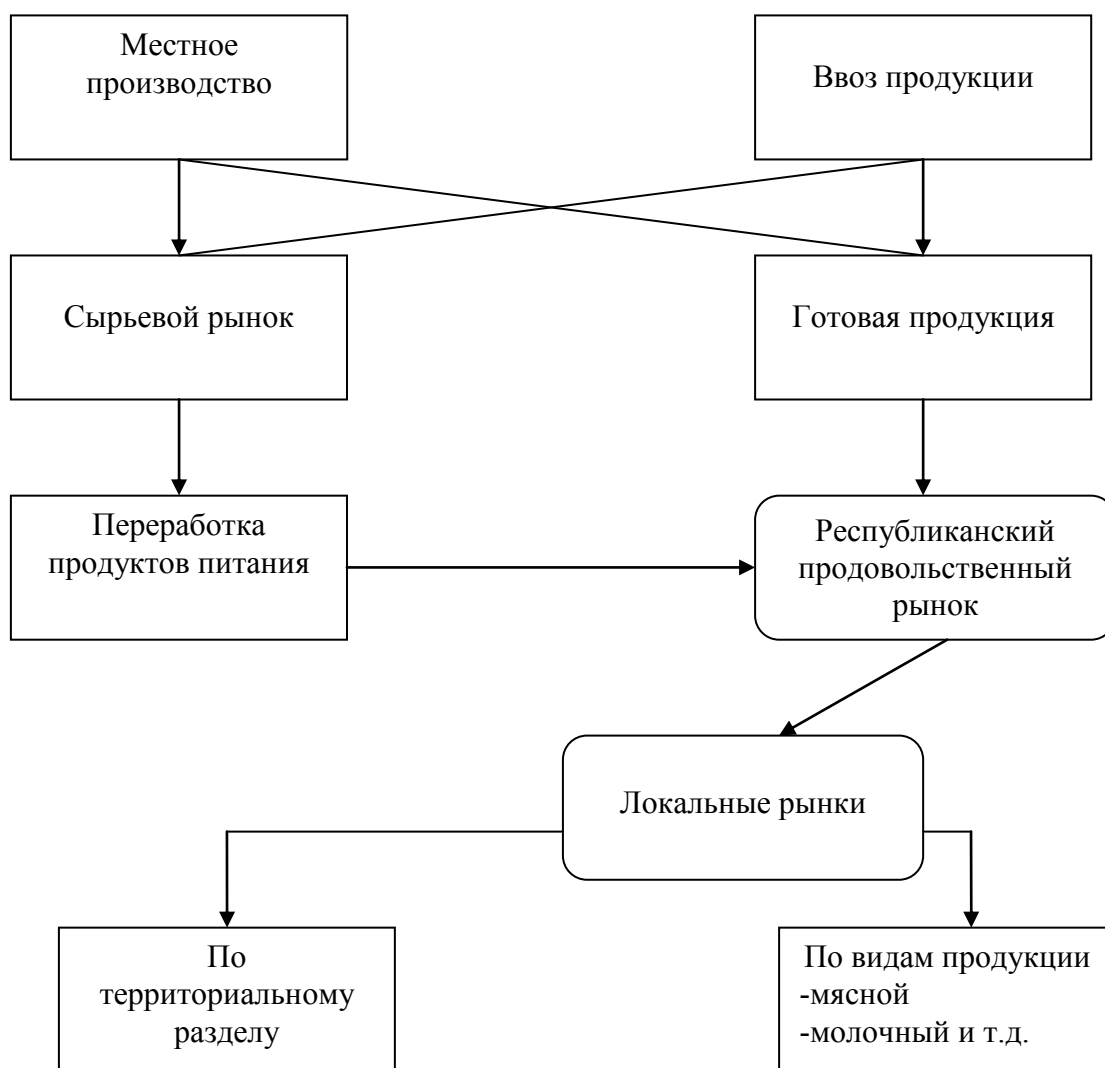 Местное
производство
Ввоз продукции
Сырьевой рынок
Готовая продукция
Переработка
продуктов питания
Республиканский
продовольственный
рынок
Локальные рынки
По
территориальному
разделу
По видам продукции
-мясной
-молочный и т.д.